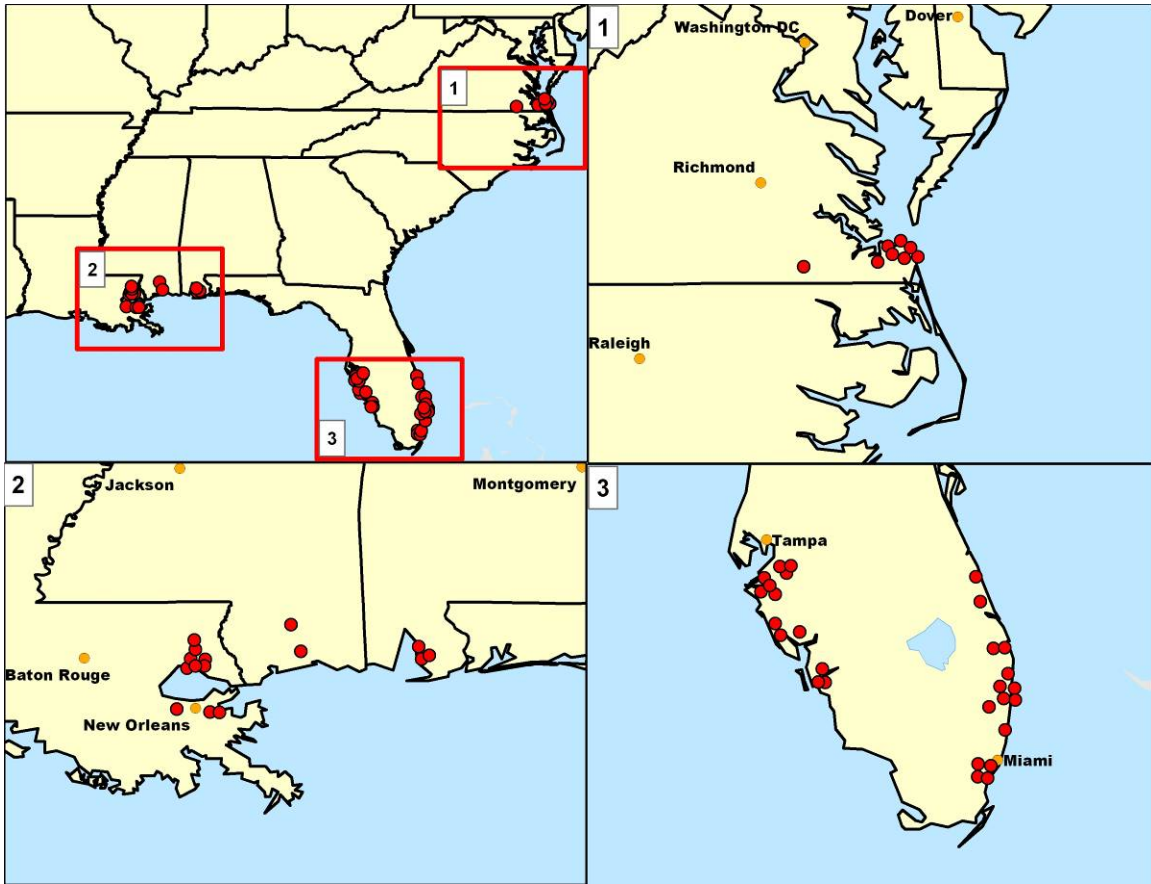 1
2
3
1
Washington DC
Dover
Richmond
Raleigh
2
Jackson
Montgomery
Baton Rouge
New Orleans
3
Tampa
Miami